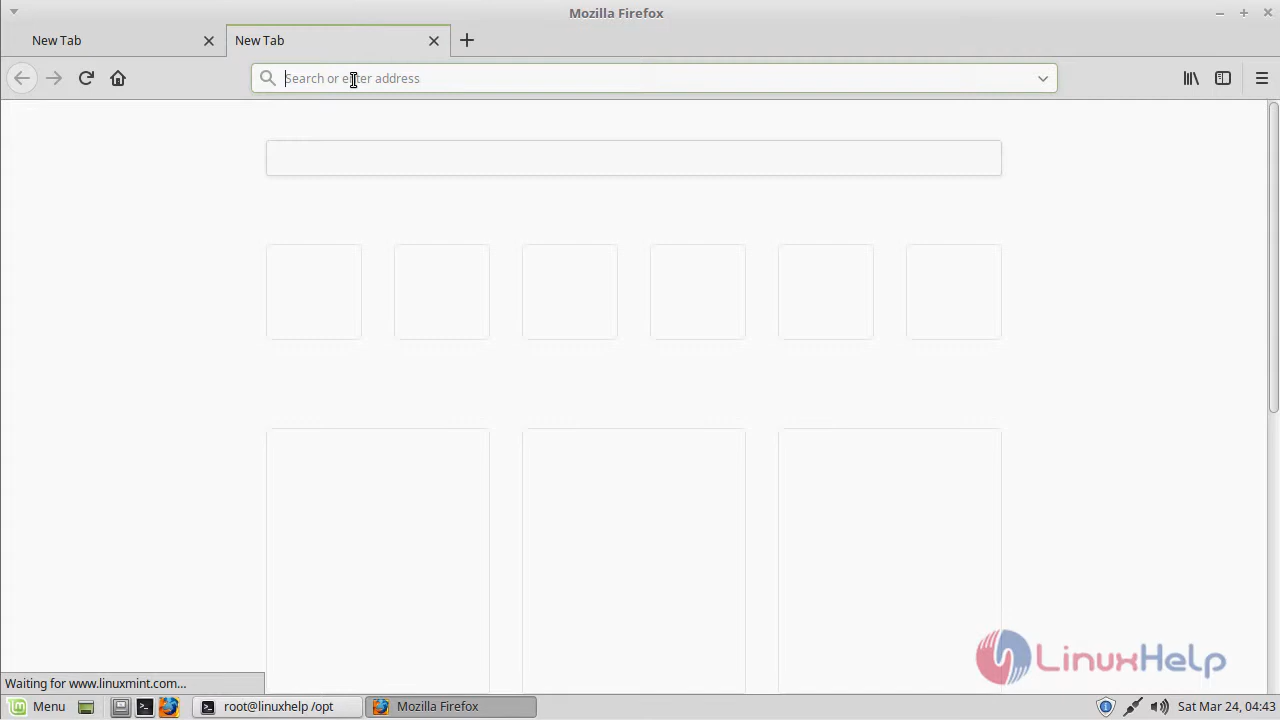 Mozilla Firefox
New Tab
New Tab
Search or enter address
LinuxHelp
Waiting for www.linuxmint.com...
Menu
root@linuxhelp /opt
Mozilla Firefox
Sat Mar 24, 04:43